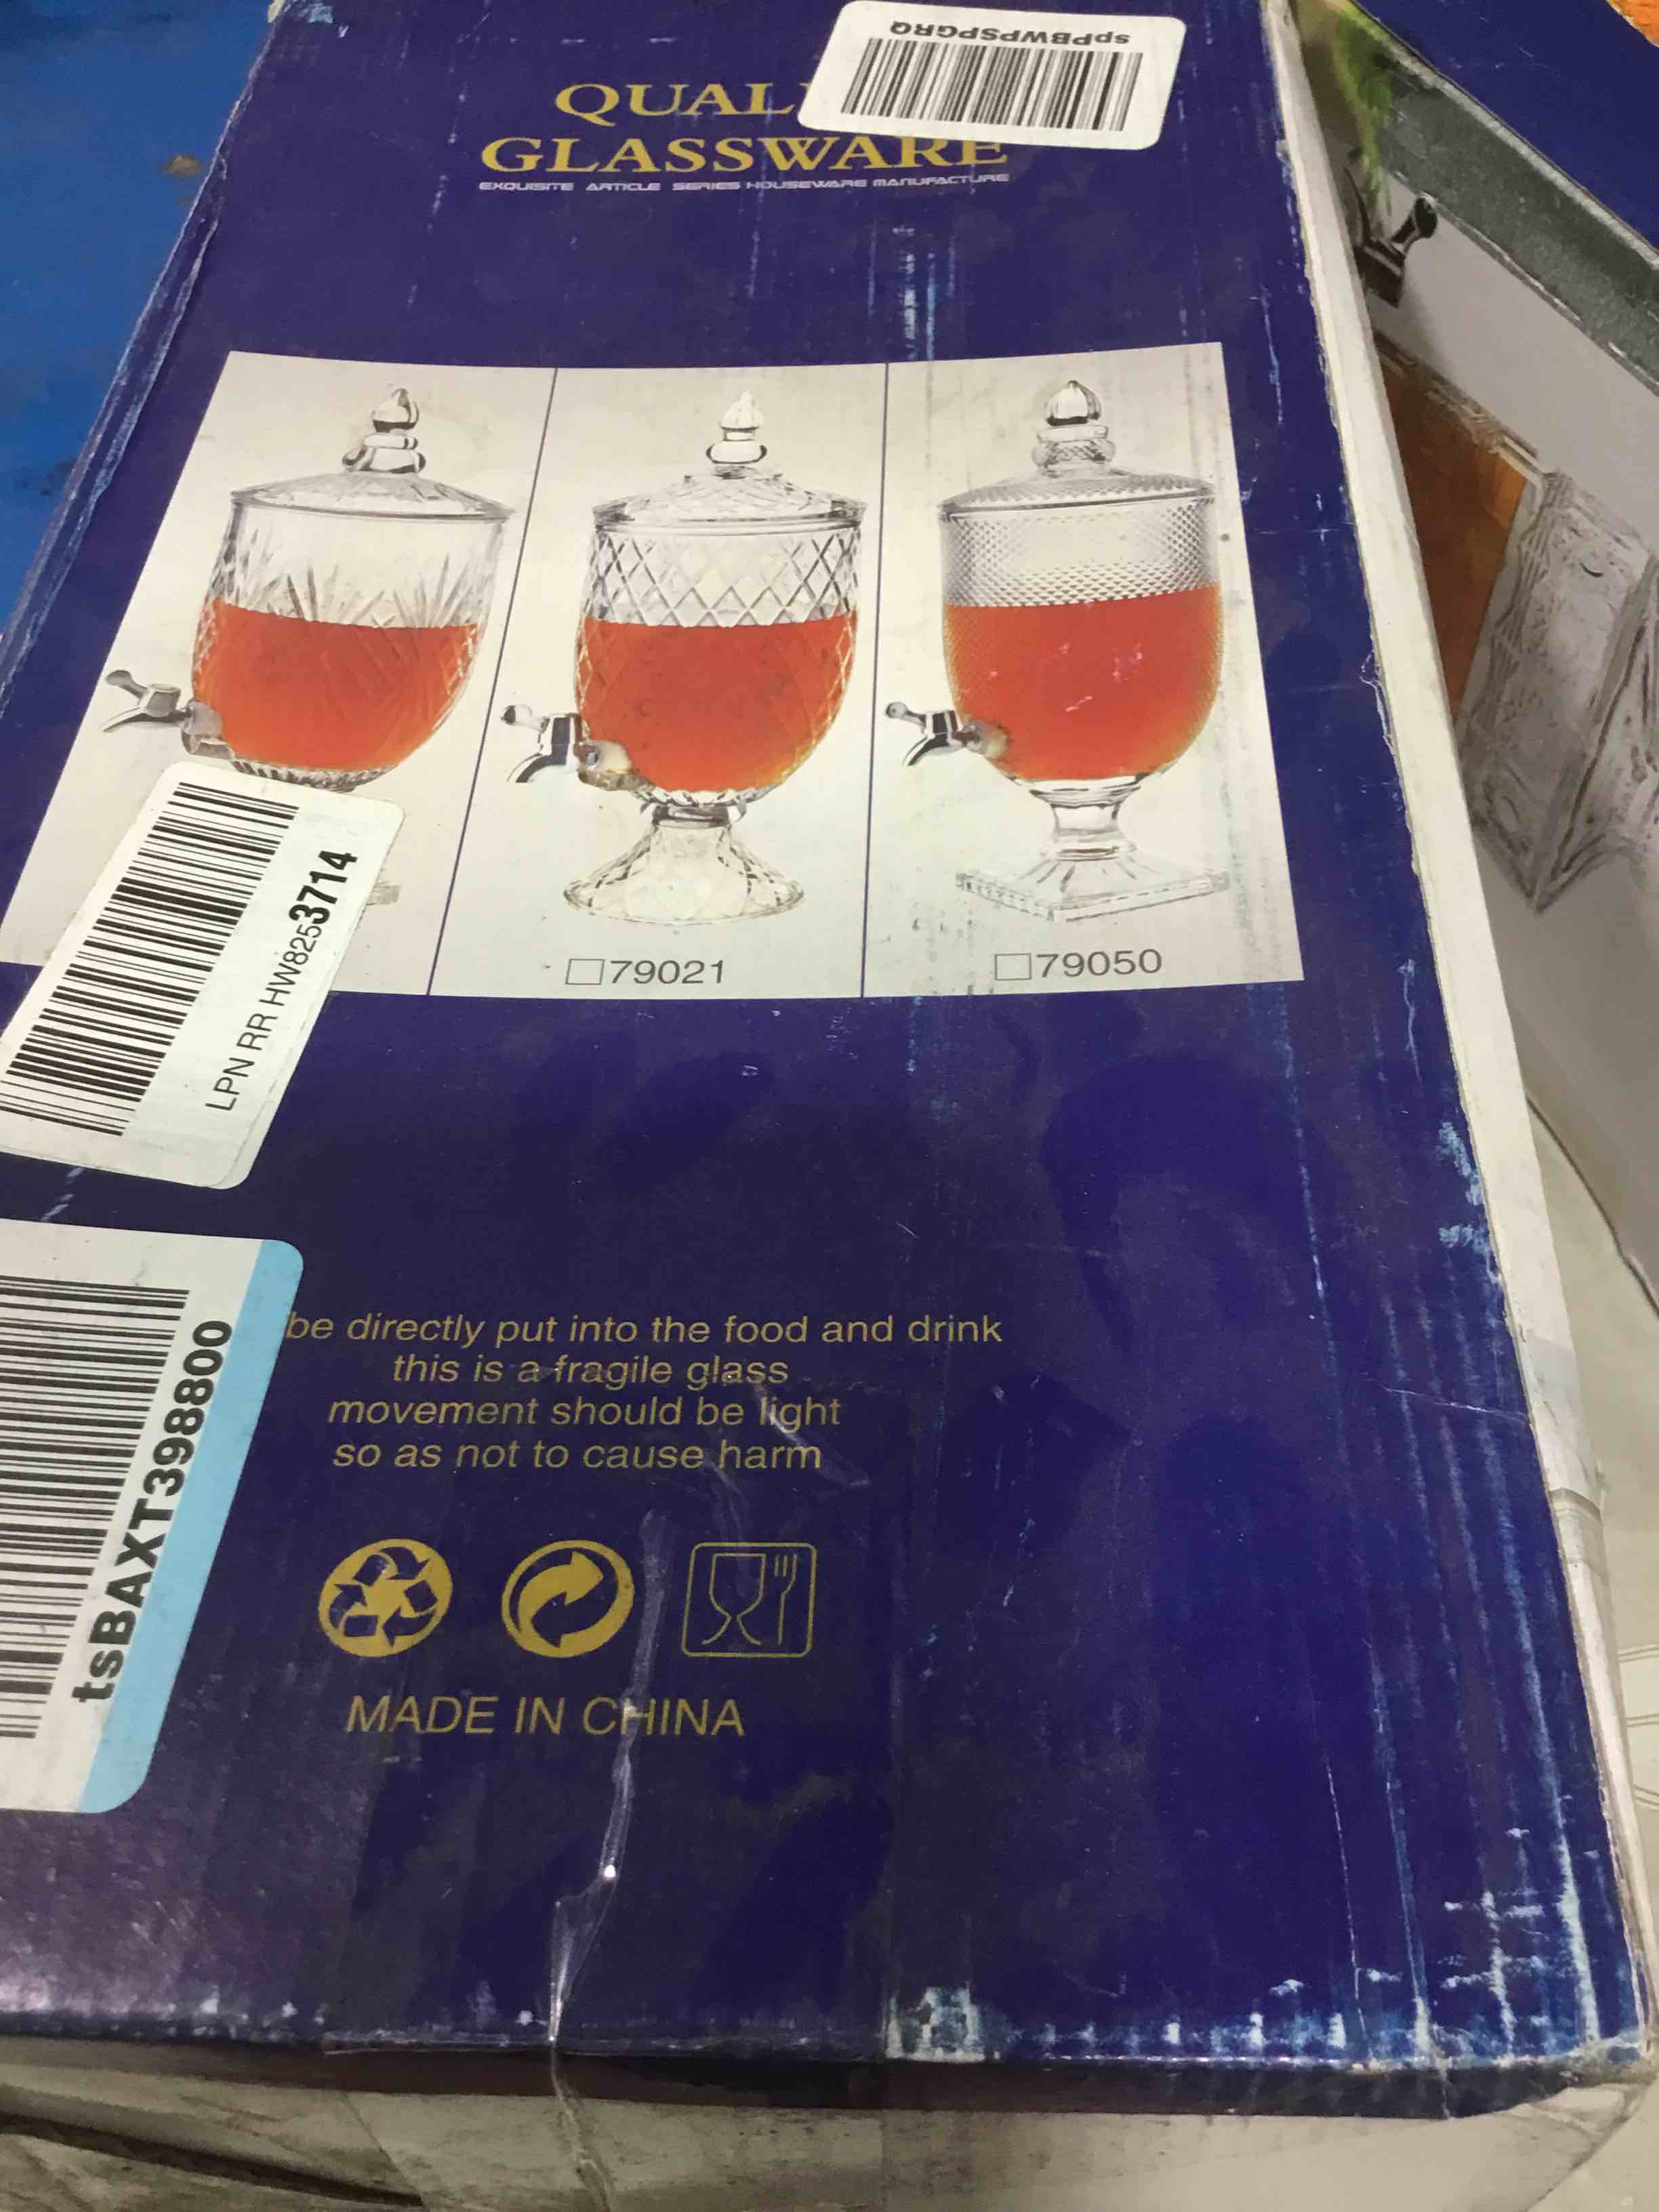 spPBWPSPGRQ
GLASSWARE
EXQUISITE ARTICLE SERIES HOUSEWARE MANUFACTURE
79021
79050
LPN RR HW8253714
be directly put into the food and drink
this is a fragile glass
movement should be light
so as not to cause harm
tsBAXT398800
MADE IN CHINA